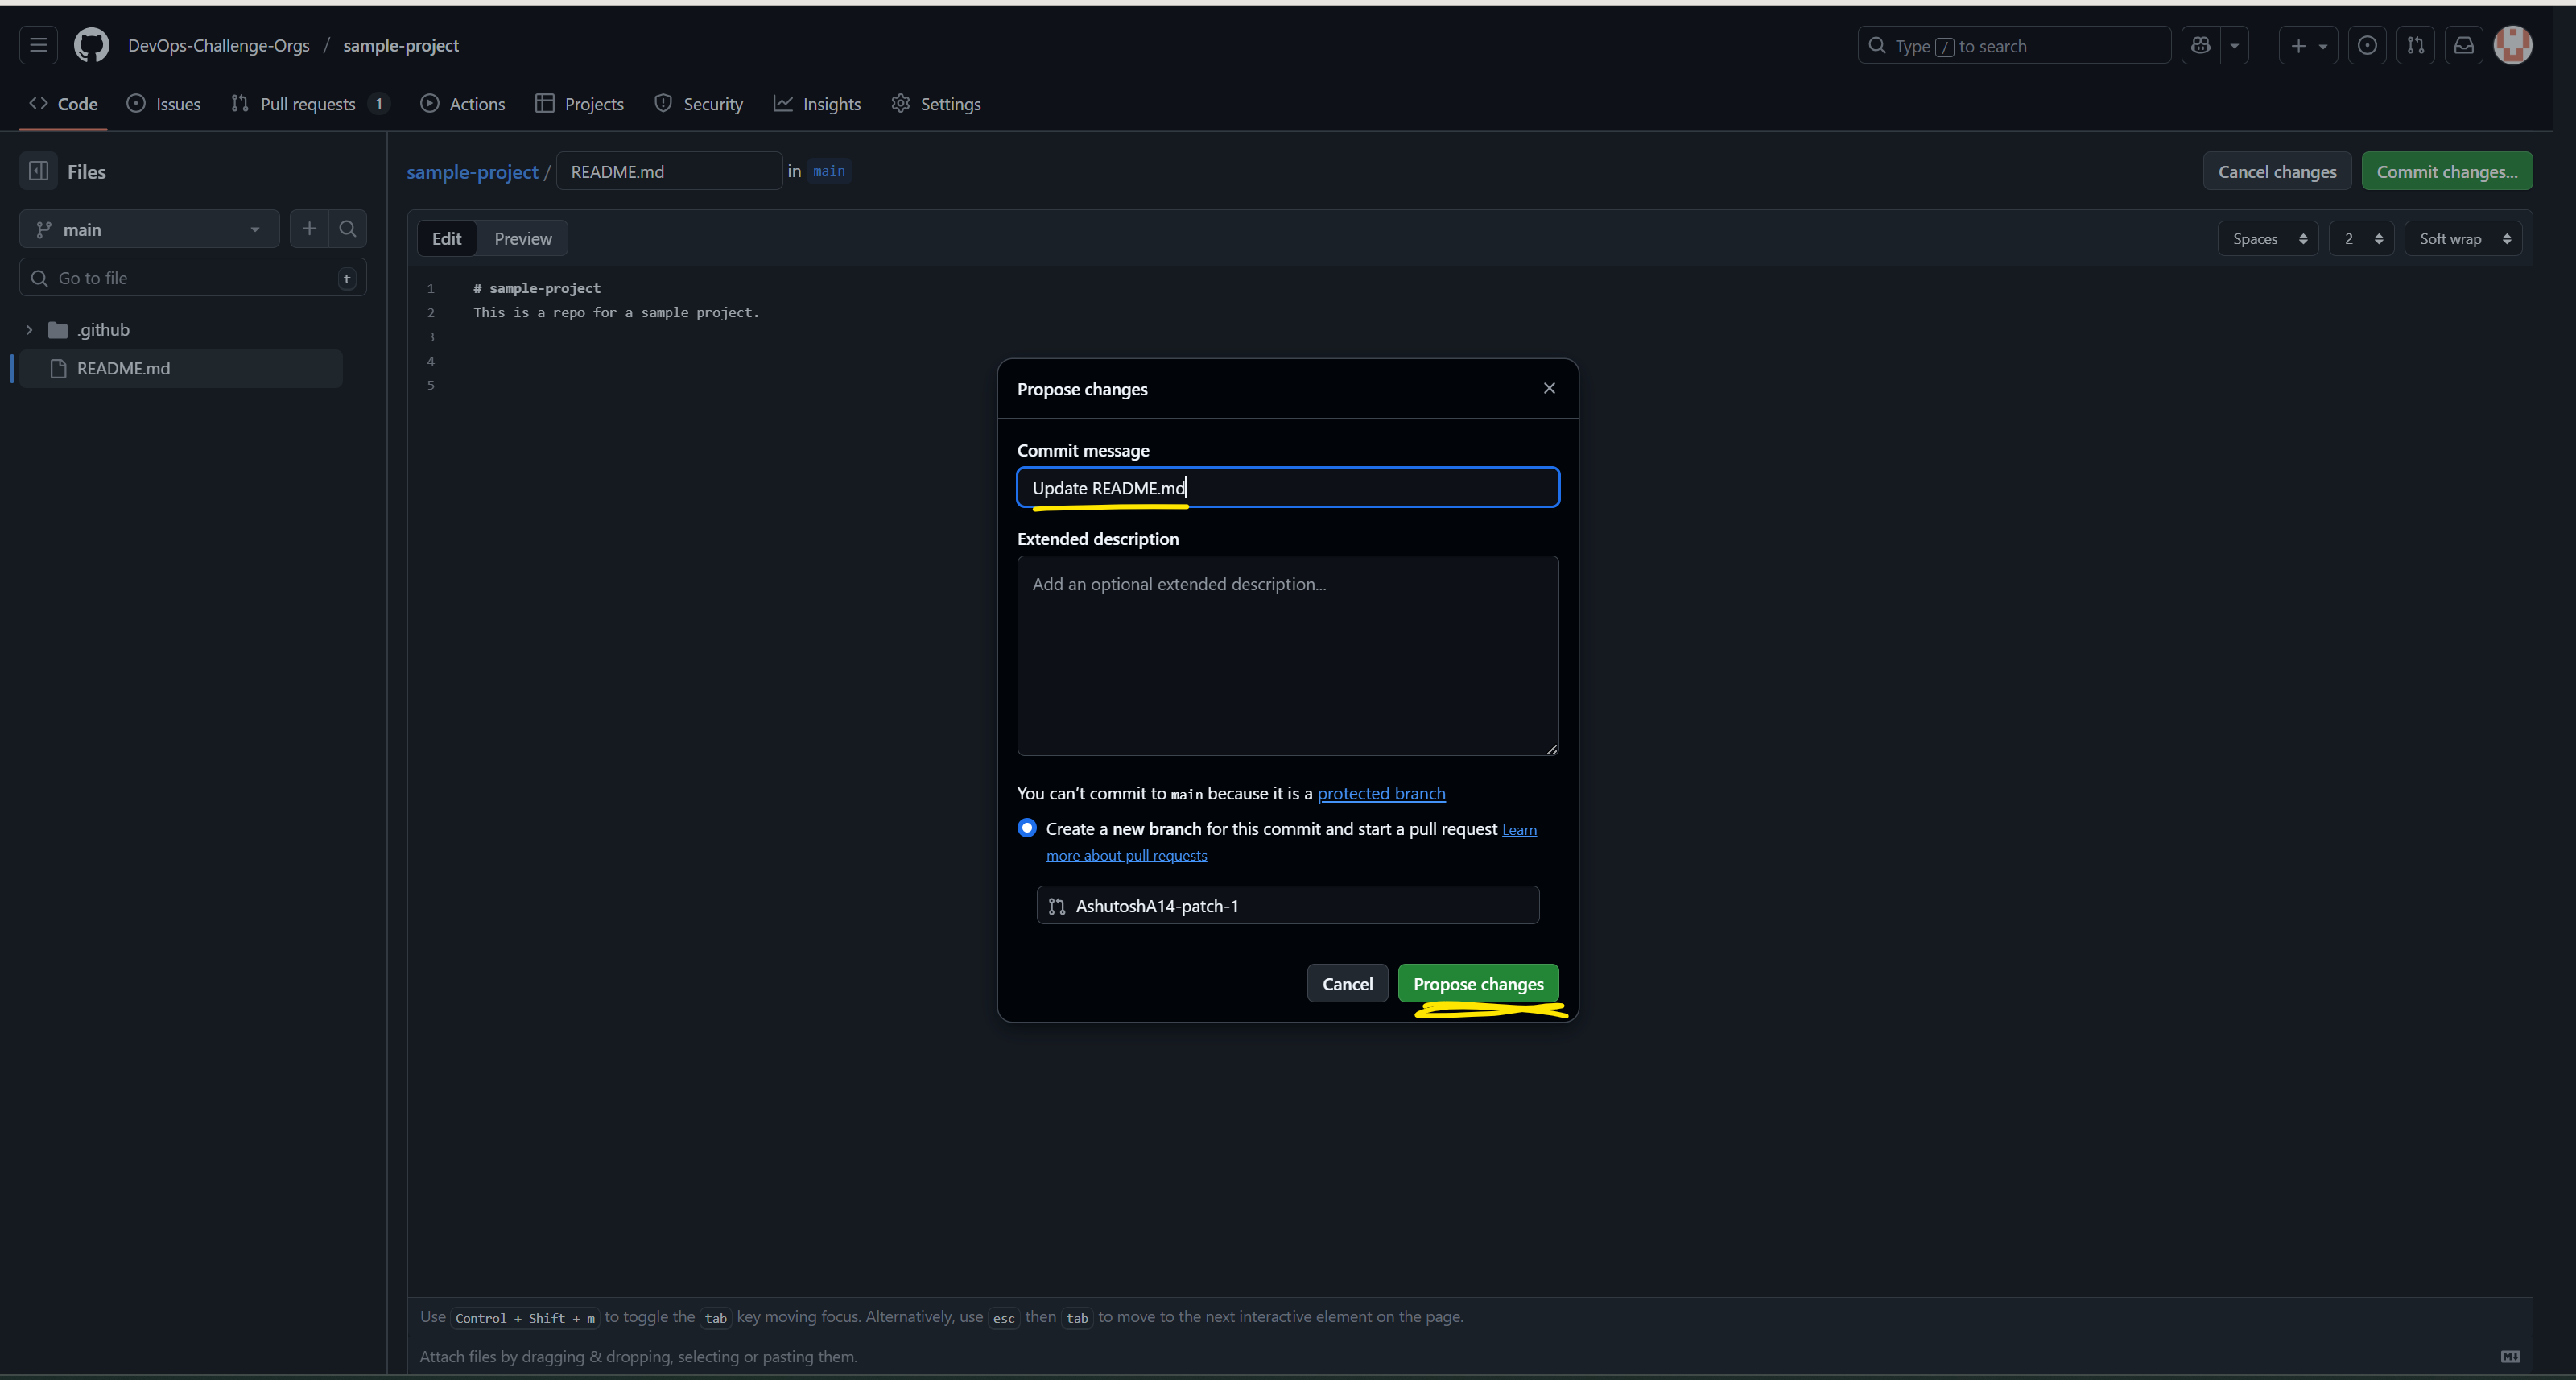 DevOps-Challenge-Orgs / sample-project
Type / to search
Code Issues Pull requests 1 Actions Projects Security Insights Settings
Files
main
Go to file t
.github
README.md
sample-project / README.md in main
Cancel changes Commit changes...
Edit Preview
Spaces 2 Soft wrap
1 # sample-project
2 This is a repo for a sample project.
3
4
5
Propose changes
Commit message
Update README.md
Extended description
Add an optional extended description...
You can't commit to main because it is a protected branch
Create a new branch for this commit and start a pull request Learn
more about pull requests
AshutoshA14-patch-1
Cancel Propose changes
Use Control + Shift + m to toggle the tab key moving focus. Alternatively, use esc then tab to move to the next interactive element on the page.
Attach files by dragging & dropping, selecting or pasting them.